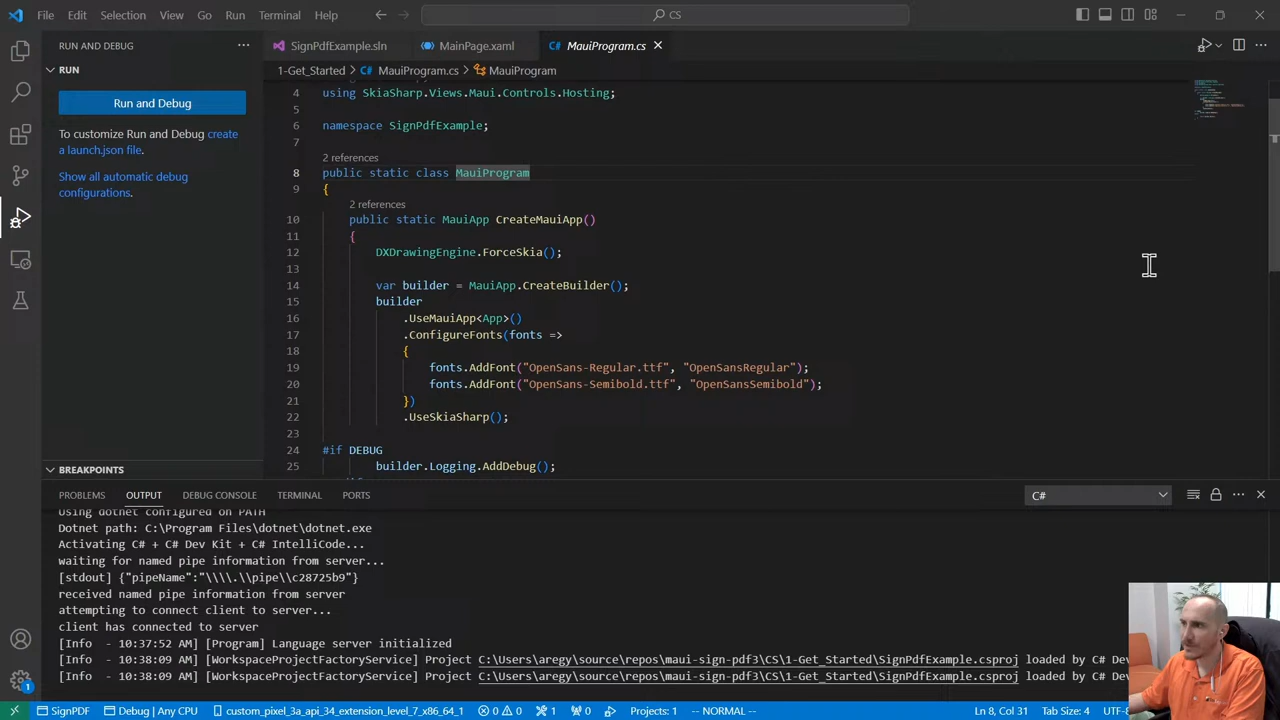 File Edit Selection View Go Run Terminal Help CS
RUN AND DEBUG
SignPdfExample.sln MainPage.xaml MauiProgram.cs
1-Get_Started MauiProgram.cs MauiProgram
RUN
Run and Debug
To customize Run and Debug create
a launch.json file.
Show all automatic debug
configurations.
BREAKPOINTS
4 using SkiaSharp.Views.Maui.Controls.Hosting;
5
6 namespace SignPdfExample;
7
2 references
8 public static class MauiProgram
9 {
2 references
10 public static MauiApp CreateMauiApp()
11 {
12 DXDrawingEngine.ForceSkia();
13
14 var builder = MauiApp.CreateBuilder();
15 builder
16 .UseMauiApp<App>()
17 .ConfigureFonts(fonts =>
18 {
19 fonts.AddFont("OpenSans-Regular.ttf", "OpenSansRegular");
20 fonts.AddFont("OpenSans-Semibold.ttf", "OpenSansSemibold");
21 })
22 .UseSkiaSharp();
23
24 #if DEBUG
25 builder.Logging.AddDebug();
PROBLEMS OUTPUT DEBUG CONSOLE TERMINAL PORTS C#
Using dotnet configured on PATH
Dotnet path: C:\Program Files\dotnet\dotnet.exe
Activating C# + C# Dev Kit + C# IntelliCode...
waiting for named pipe information from server...
[stdout] {"pipeName":"\\\\.\\pipe\\c28725b9"}
received named pipe information from server
attempting to connect client to server...
client has connected to server
[Info - 10:37:52 AM] [Program] Language server initialized
[Info - 10:38:09 AM] [WorkspaceProjectFactoryService] Project C:\Users\aregy\source\repos\maui-sign-pdf3\CS\1-Get_Started\SignPdfExample.csproj loaded by C# Dev
[Info - 10:38:09 AM] [WorkspaceProjectFactoryService] Project C:\Users\aregy\source\repos\maui-sign-pdf3\CS\1-Get_Started\SignPdfExample.csproj loaded by C# Dev
1
SignPDF Debug | Any CPU custom_pixel_3a_api_34_extension_level_7_x86_64_1 0 0 1 0 Projects: 1 -- NORMAL -- Ln 8, Col 31 Tab Size: 4 UTF-8